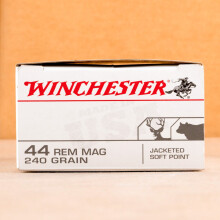 WINCHESTER
44 REM MAG
240 GRAIN
JACKETED
SOFT POINT